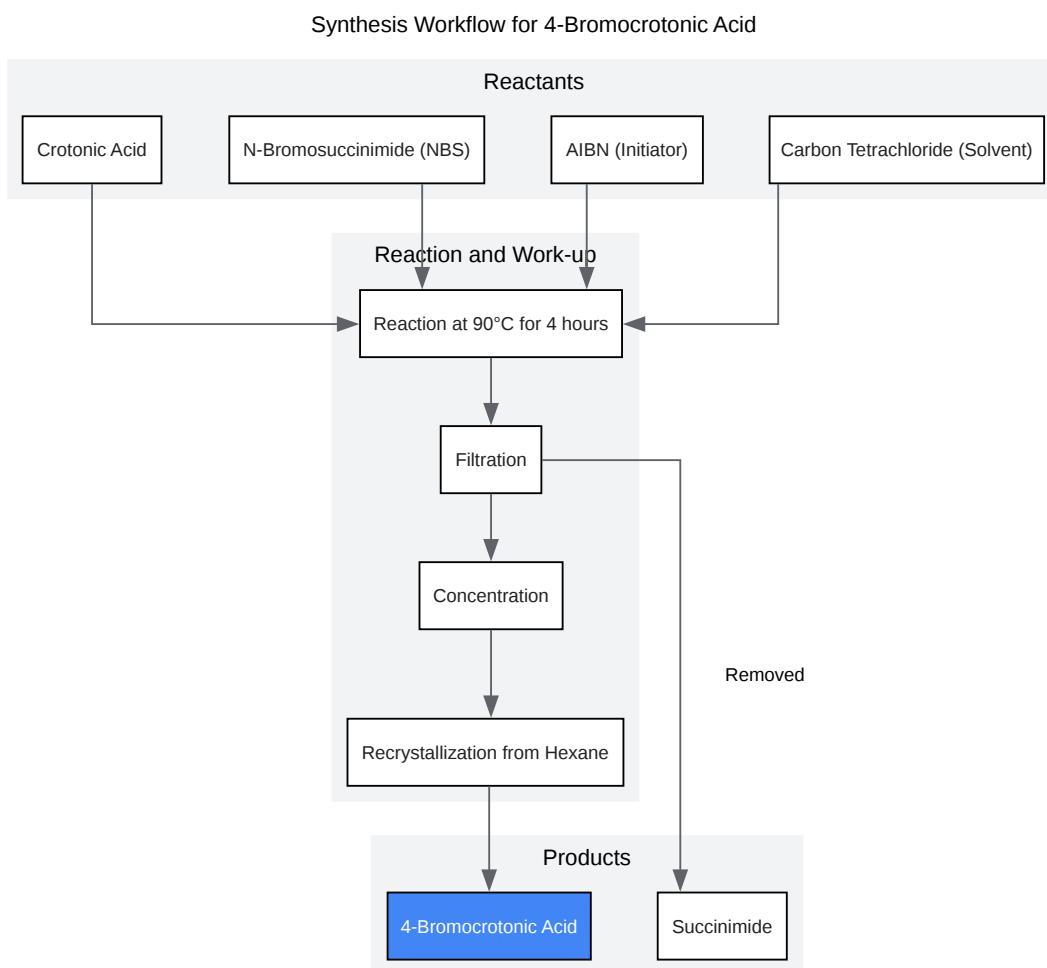 Synthesis Workflow for 4-Bromocrotonic Acid
Reactants
Crotonic Acid
N-Bromosuccinimide (NBS)
AIBN (Initiator)
Carbon Tetrachloride (Solvent)
Reaction and Work-up
Reaction at 90°C for 4 hours
Filtration
Concentration
Removed
Recrystallization from Hexane
Products
4-Bromocrotonic Acid
Succinimide